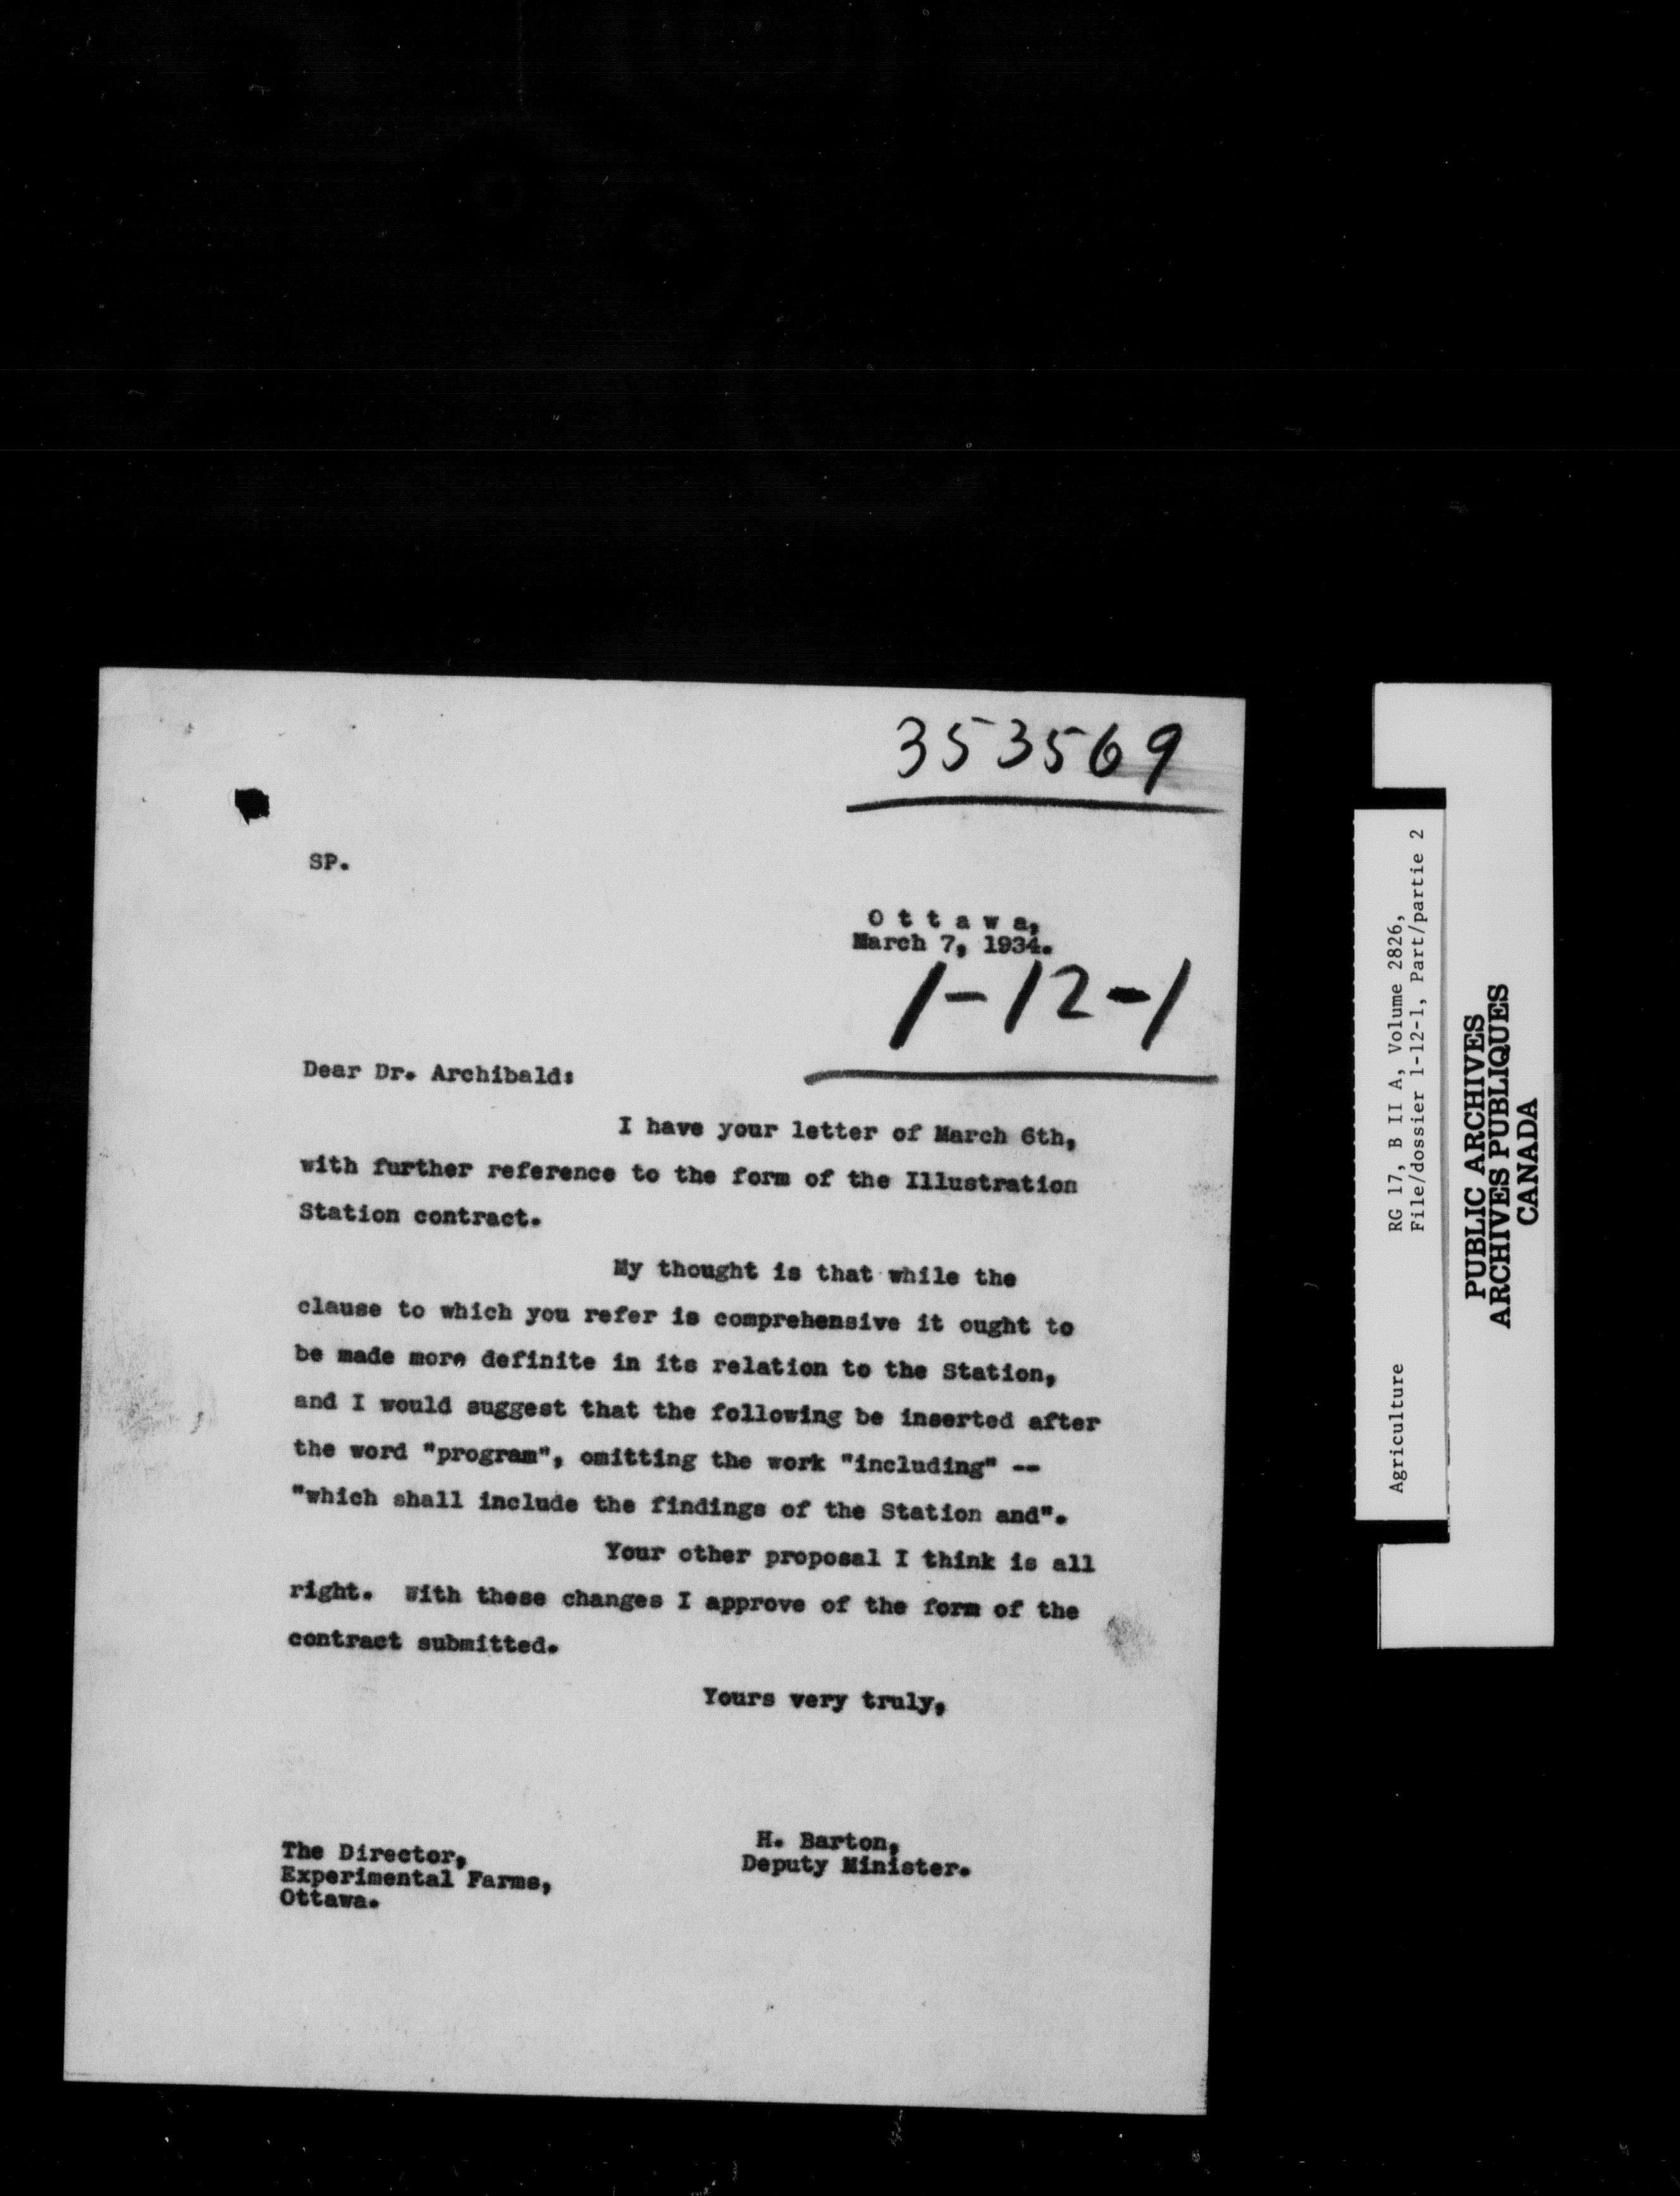 353569
SP.
Ottawa,
March 7, 1934.
1-12-1
Dear Dr. Archibald:
I have your letter of March 6th,
with further reference to the form of the Illustration
Station contract.
My thought is that while the
clause to which you refer is comprehensive it ought to
be made more definite in its relation to the Station,
and I would suggest that the following be inserted after
the word "program", omitting the work "including" --
"which shall include the findings of the Station and".
Your other proposal I think is all
right. With these changes I approve of the form of the
contract submitted.
Yours very truly,
H. Barton,
Deputy Minister.
The Director,
Experimental Farms,
Ottawa.
Agriculture
RG 17, B II A, Volume 2826,
File/dossier 1-12-1, Part/partie 2
PUBLIC ARCHIVES
ARCHIVES PUBLIQUES
CANADA